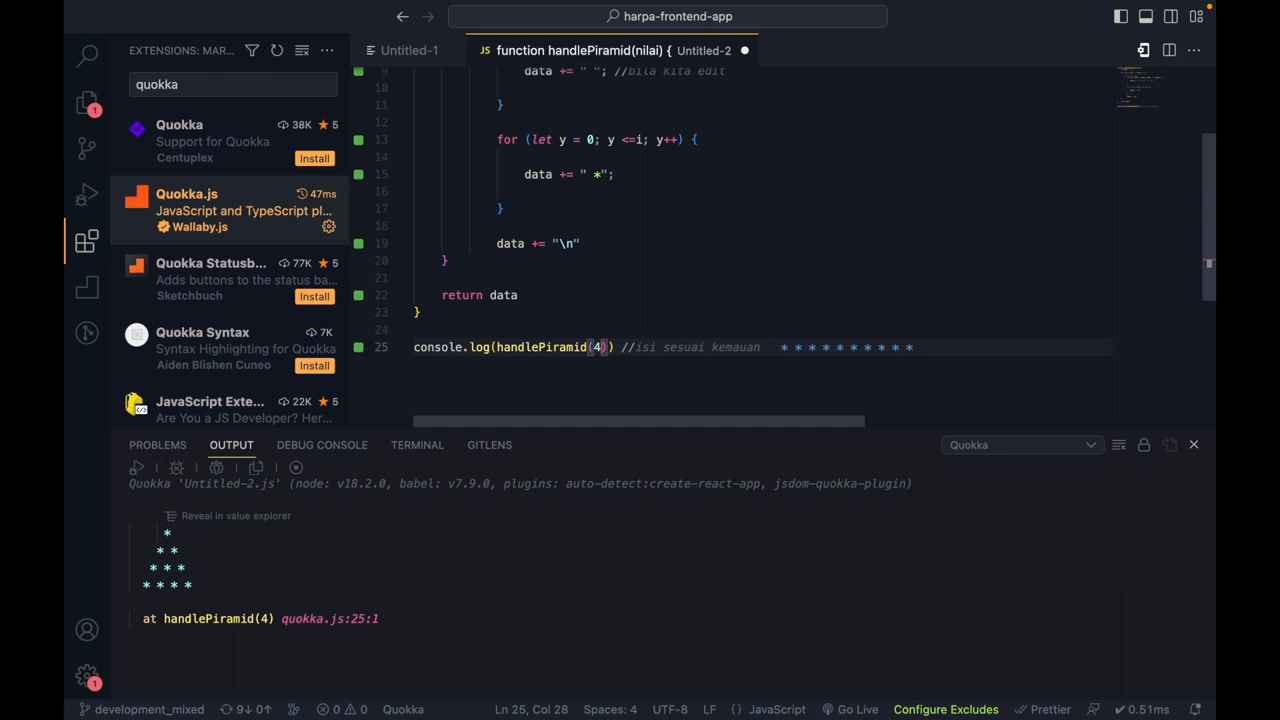 harpa-frontend-app
EXTENSIONS: MAR...
Untitled-1
JS function handlePiramid(nilai) { Untitled-2
quokka
Quokka 38K 5
Support for Quokka
Centuplex Install
Quokka.js 47ms
JavaScript and TypeScript pl...
Wallaby.js
Quokka Statusb... 77K 5
Adds buttons to the status ba...
Sketchbuch Install
Quokka Syntax 7K
Syntax Highlighting for Quokka
Aiden Blishen Cuneo Install
JavaScript Exte... 22K 5
Are You a JS Developer? Her...
9 data += " "; //bila kita edit
10
11 }
12
13 for (let y = 0; y <=i; y++) {
14
15 data += " *";
16
17 }
18
19 data += "\n"
20 }
21
22 return data
23 }
24
25 console.log(handlePiramid(4)) //isi sesuai kemauan * * * * * * * * * *
PROBLEMS OUTPUT DEBUG CONSOLE TERMINAL GITLENS Quokka
Quokka 'Untitled-2.js' (node: v18.2.0, babel: v7.9.0, plugins: auto-detect:create-react-app, jsdom-quokka-plugin)
Reveal in value explorer
*
* *
* * *
* * * *
at handlePiramid(4) quokka.js:25:1
1
1
development_mixed 9↓ 0↑ 0 0 Quokka Ln 25, Col 28 Spaces: 4 UTF-8 LF {} JavaScript Go Live Configure Excludes Prettier 0.51ms